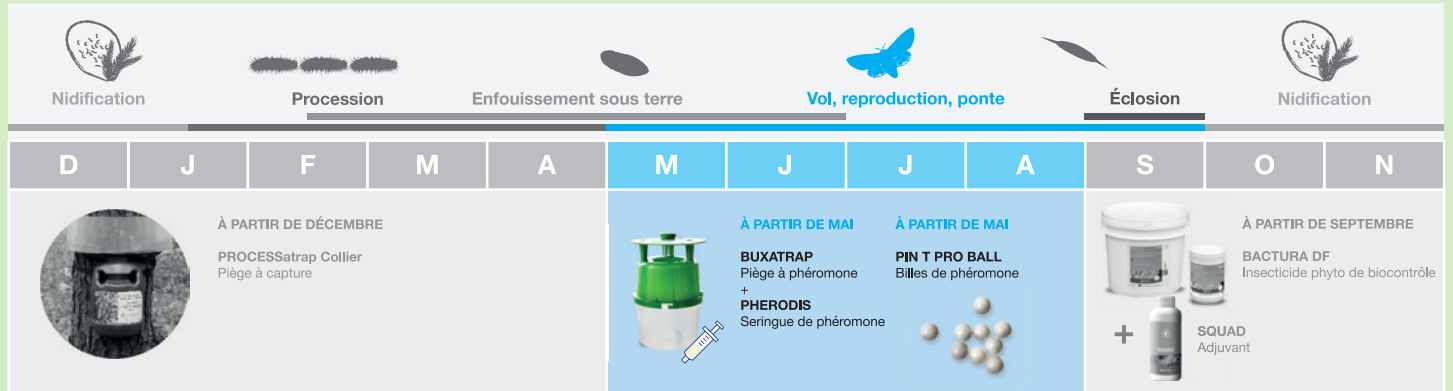 Nidification
Procession
Enfouissement sous terre
Vol, reproduction, ponte
Éclosion
Nidification
D J F M A M J J A S O N
À PARTIR DE DÉCEMBRE
PROCESSatrap Collier
Piège à capture
À PARTIR DE MAI
BUXATRAP
Piège à phéromone
+
PHERODIS
Seringue de phéromone
À PARTIR DE MAI
PIN T PRO BALL
Billes de phéromone
À PARTIR DE SEPTEMBRE
BACTURA DF
Insecticide phyto de biocontrôle
+
SQUAD
Adjuvant